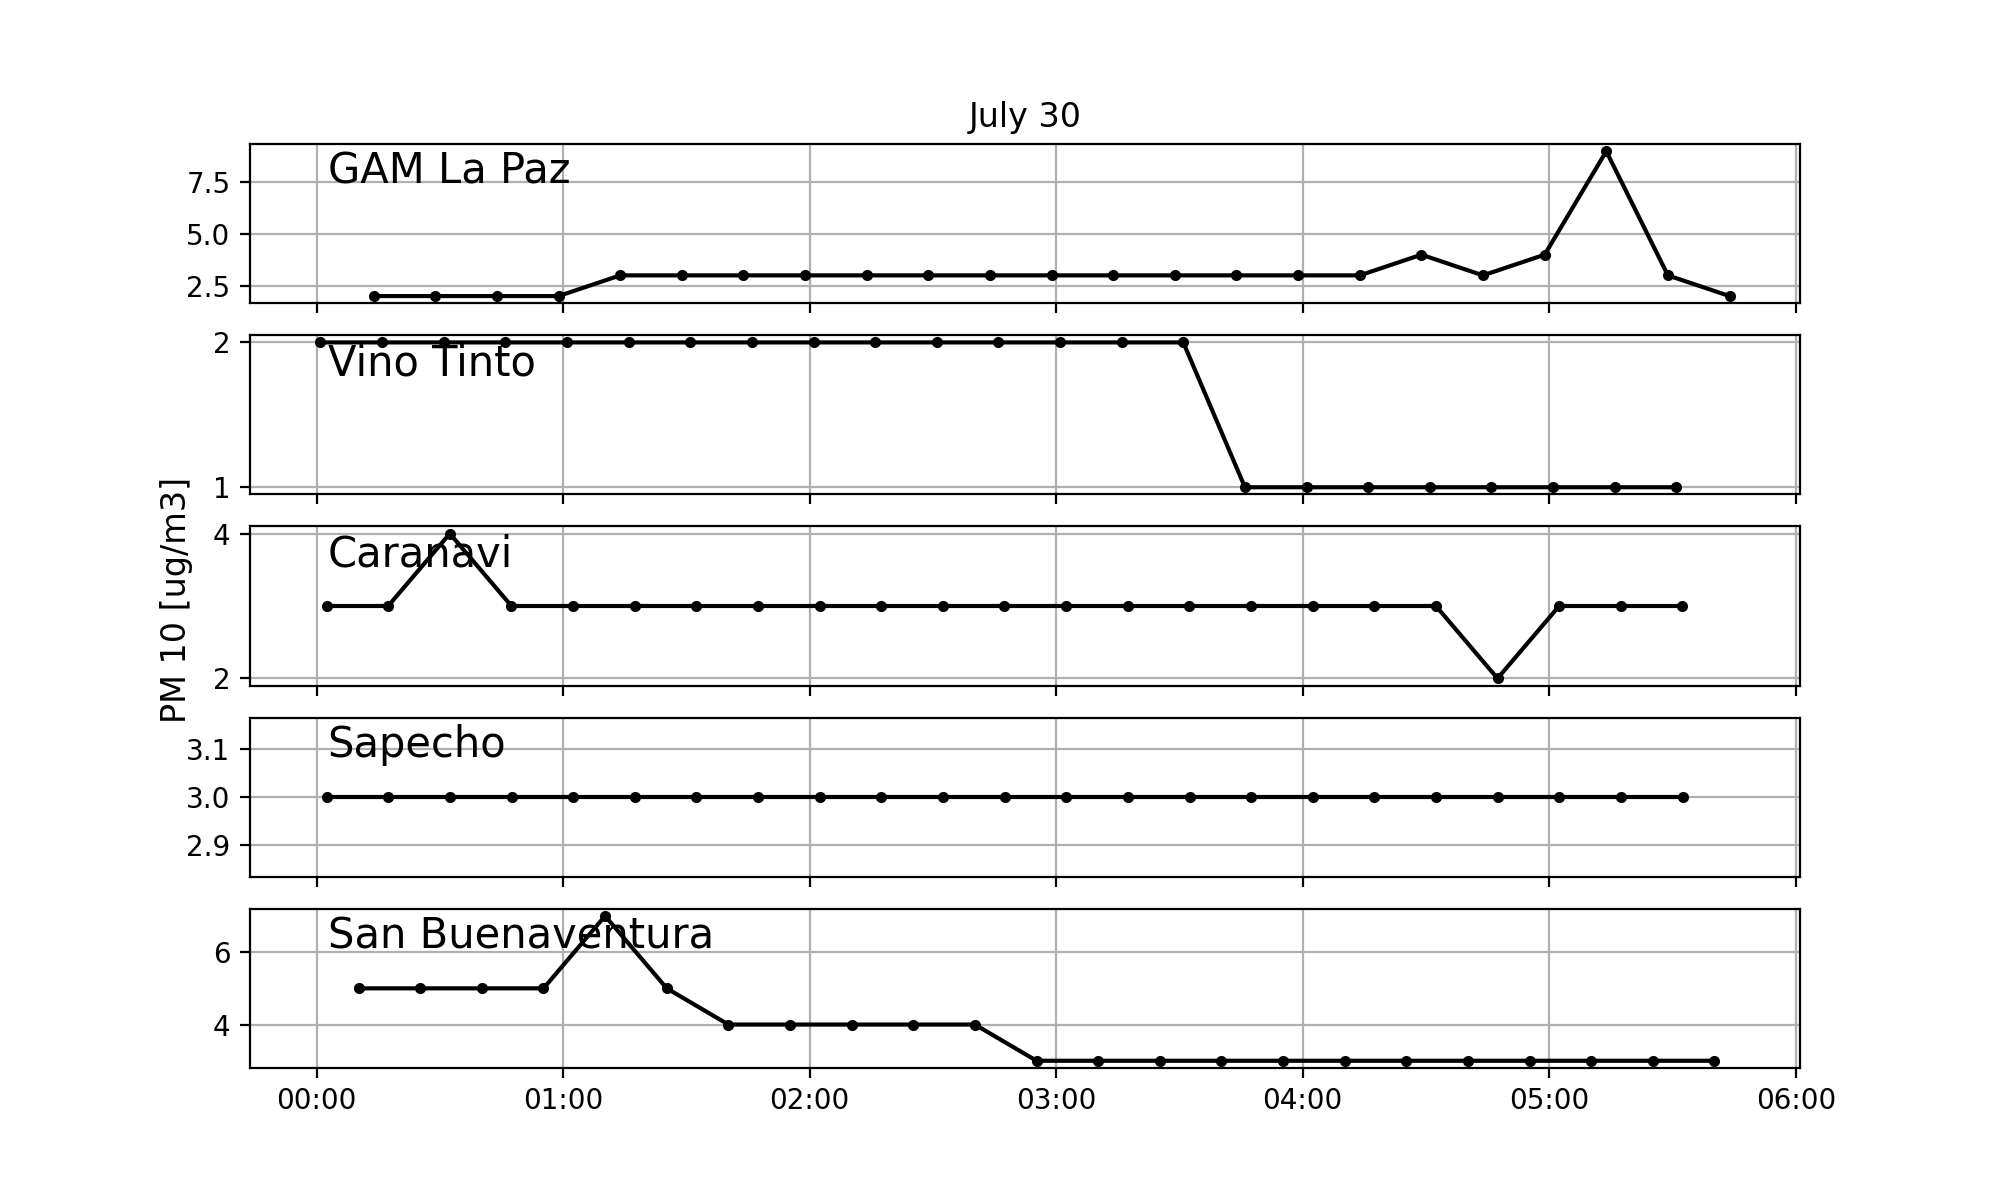 July 30
GAM La Paz
7.5
5.0
2.5
Vino Tinto
2
1
PM 10 [ug/m3]
Caranavi
4
2
Sapecho
3.1
3.0
2.9
San Buenaventura
6
4
00:00 01:00 02:00 03:00 04:00 05:00 06:00